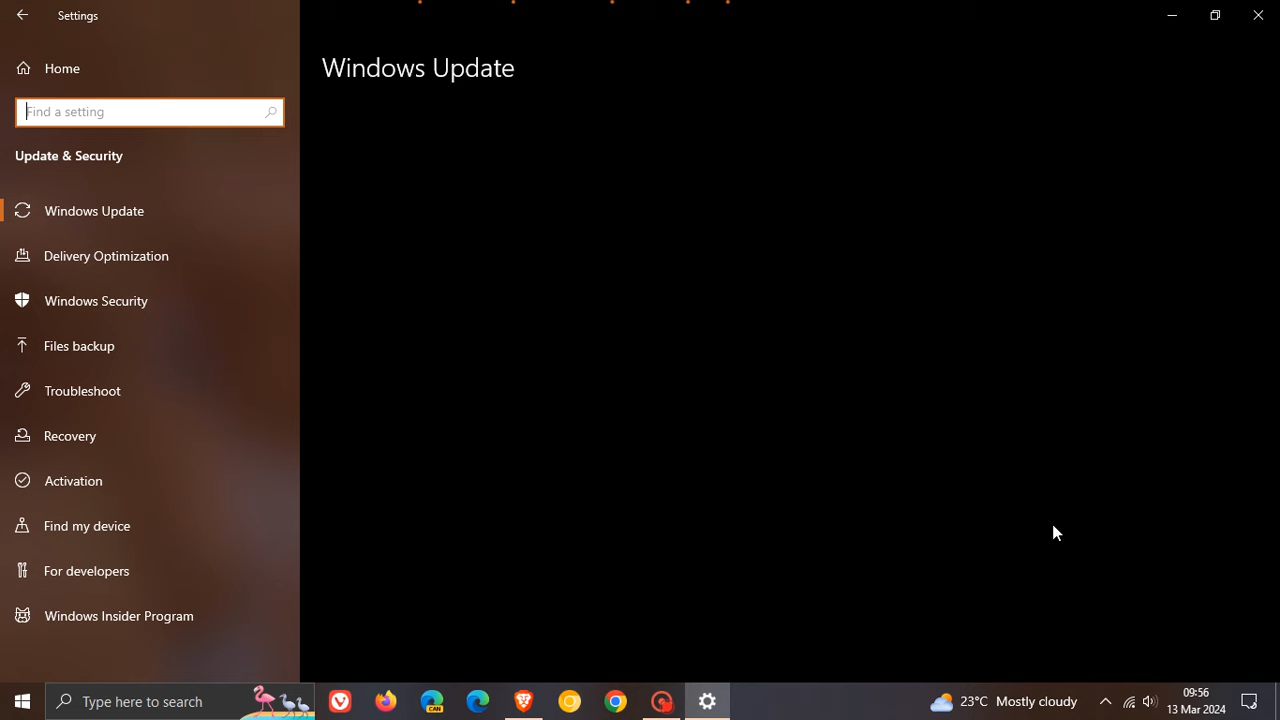 Settings
Home
Find a setting
Update & Security
Windows Update
Delivery Optimization
Windows Security
Files backup
Troubleshoot
Recovery
Activation
Find my device
For developers
Windows Insider Program
Windows Update
Type here to search
CAN
23°C Mostly cloudy
09:56
13 Mar 2024